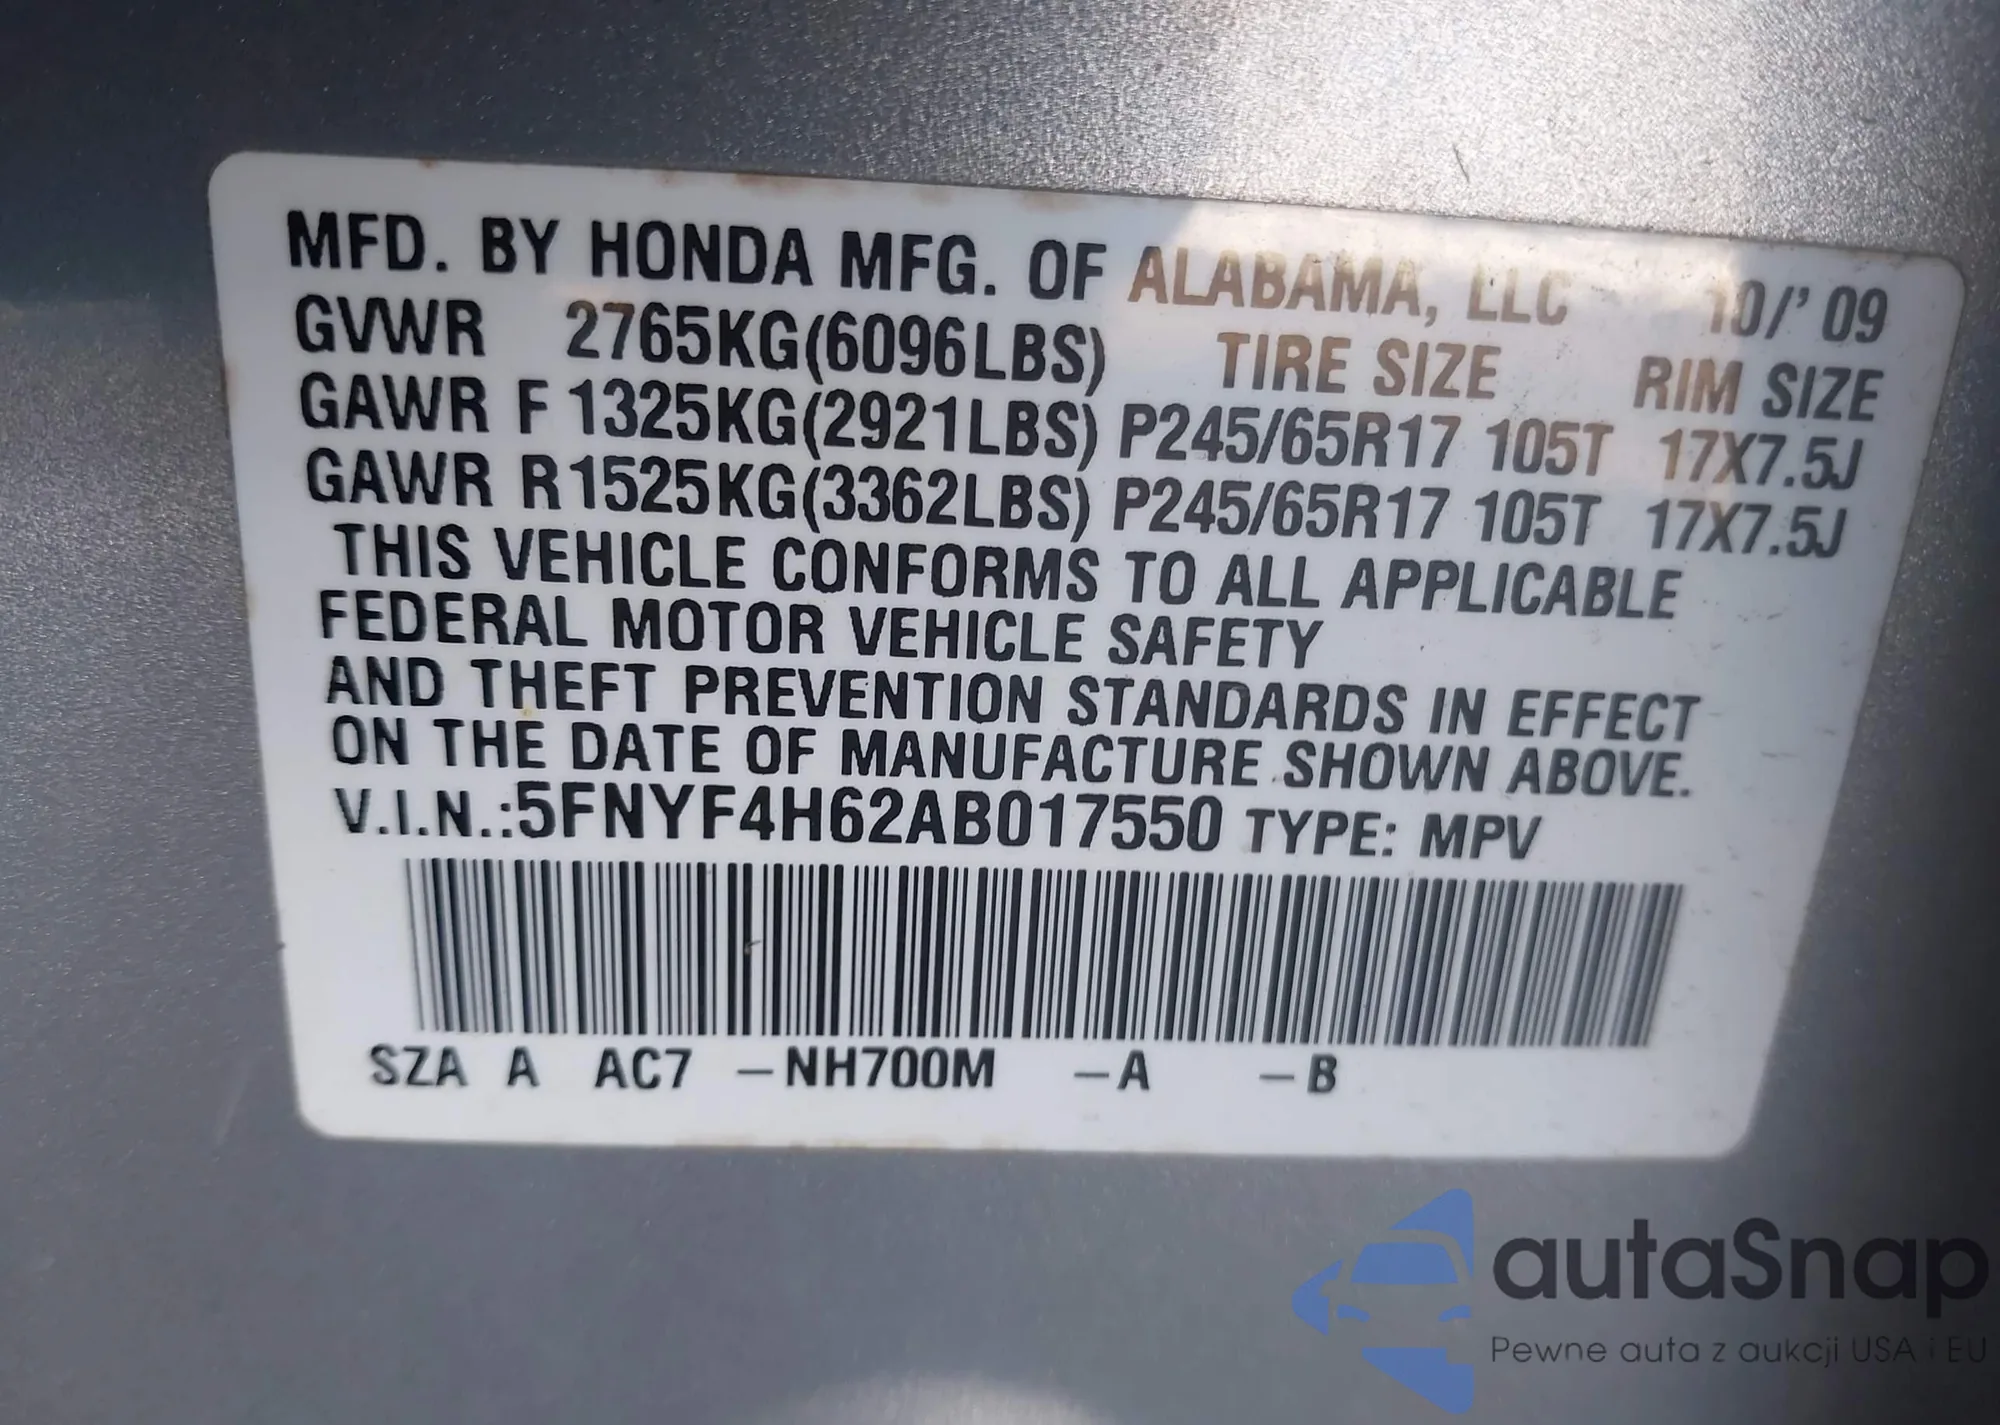 MFD. BY HONDA MFG. OF ALABAMA, LLC 10/'09
GVWR 2765KG(6096LBS) TIRE SIZE RIM SIZE
GAWR F 1325KG(2921LBS) P245/65R17 105T 17X7.5J
GAWR R 1525KG(3362LBS) P245/65R17 105T 17X7.5J
THIS VEHICLE CONFORMS TO ALL APPLICABLE
FEDERAL MOTOR VEHICLE SAFETY
AND THEFT PREVENTION STANDARDS IN EFFECT
ON THE DATE OF MANUFACTURE SHOWN ABOVE.
V.I.N.:5FNYF4H62AB017550 TYPE: MPV
SZA A AC7 –NH700M –A –B
autaSnap
Pewne auta z aukcji USA i EU